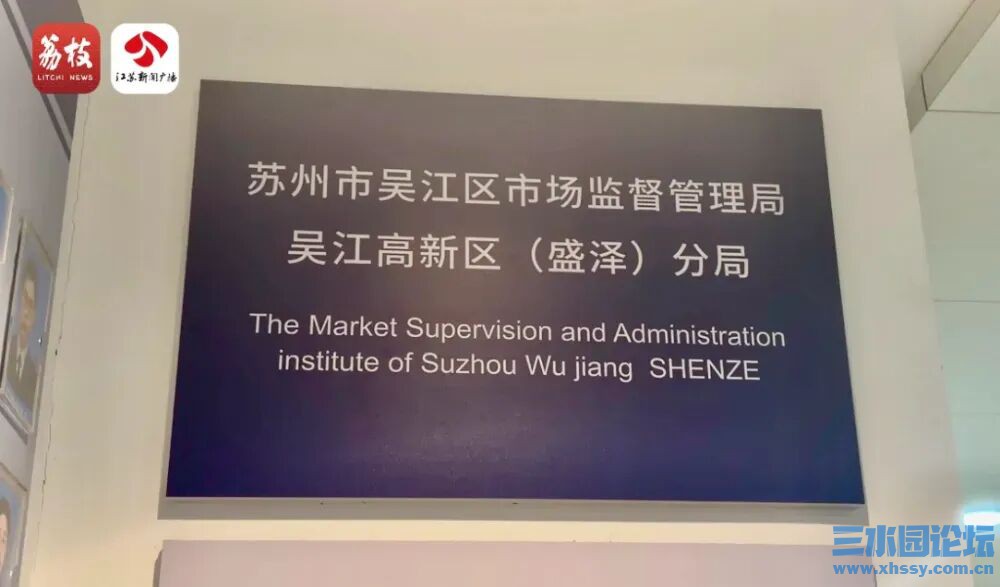 荔枝
LITCHI NEWS
江苏新闻广播
苏州市吴江区市场监督管理局
吴江高新区（盛泽）分局
The Market Supervision and Administration
institute of Suzhou Wu jiang SHENZE
三水园论坛
www.xhssy.com.cn